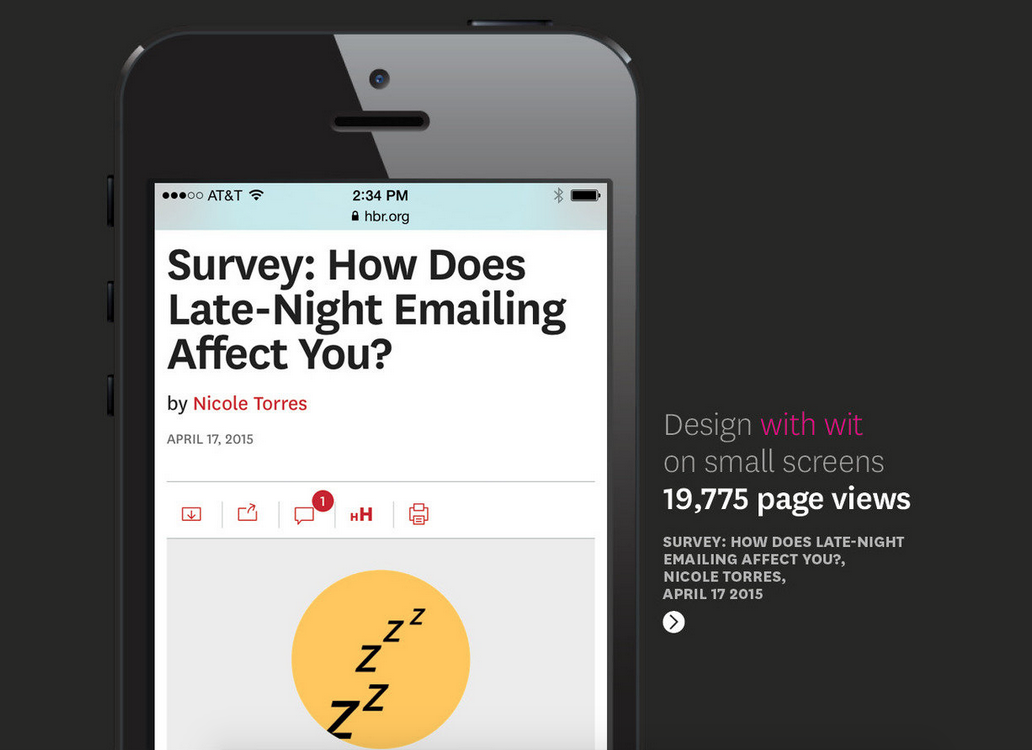 AT&T 2:34 PM
hbr.org
Survey: How Does
Late-Night Emailing
Affect You?
by Nicole Torres
APRIL 17, 2015
1
HH
z
z
z
z
z
Design with wit
on small screens
19,775 page views
SURVEY: HOW DOES LATE-NIGHT
EMAILING AFFECT YOU?,
NICOLE TORRES,
APRIL 17 2015